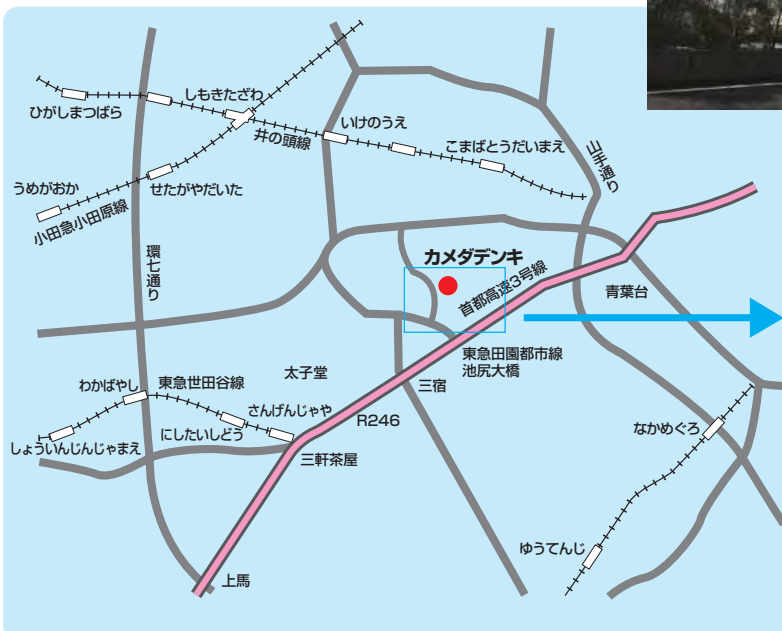 しもきたざわ
ひがしまつばら
いけのうえ
井の頭線
こまばとうだいまえ
山手通り
うめがおか
せたがやだいた
小田急小田原線
環七通り
カメダデンキ
首都高速3号線
青葉台
東急田園都市線
池尻大橋
太子堂
三宿
わかばやし
東急世田谷線
さんげんじゃや
R246
しょういんじんじゃまえ
にしたいしどう
三軒茶屋
なかめぐろ
ゆうてんじ
上馬